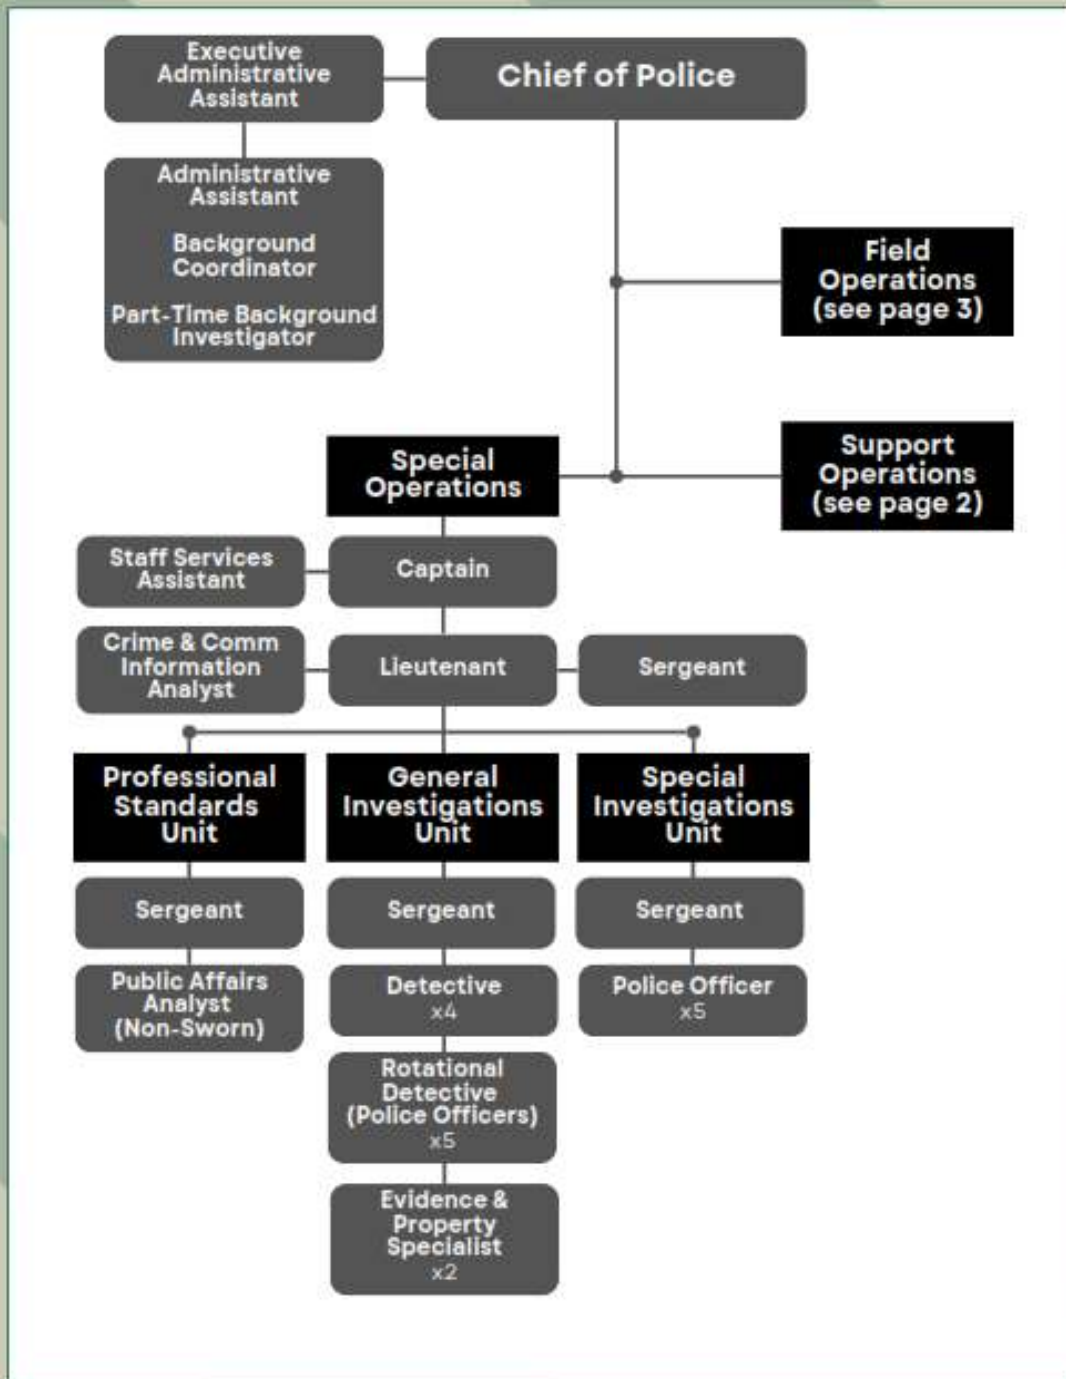 Executive
Administrative
Assistant
Chief of Police
Administrative
Assistant
Background
Coordinator
Part-Time Background
Investigator
Field
Operations
(see page 3)
Support
Operations
(see page 2)
Special
Operations
Staff Services
Assistant
Captain
Crime & Comm
Information
Analyst
Lieutenant
Sergeant
Professional
Standards
Unit
General
Investigations
Unit
Special
Investigations
Unit
Sergeant
Sergeant
Sergeant
Public Affairs
Analyst
(Non-Sworn)
Detective
x4
Police Officer
x5
Rotational
Detective
(Police Officers)
x5
Evidence &
Property
Specialist
x2